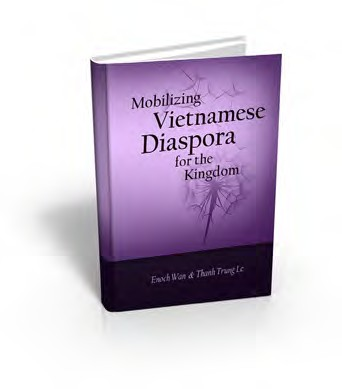 Mobilizing
Vietnamese
Diaspora
for the
Kingdom
Enoch Wan & Thanh Trung Le